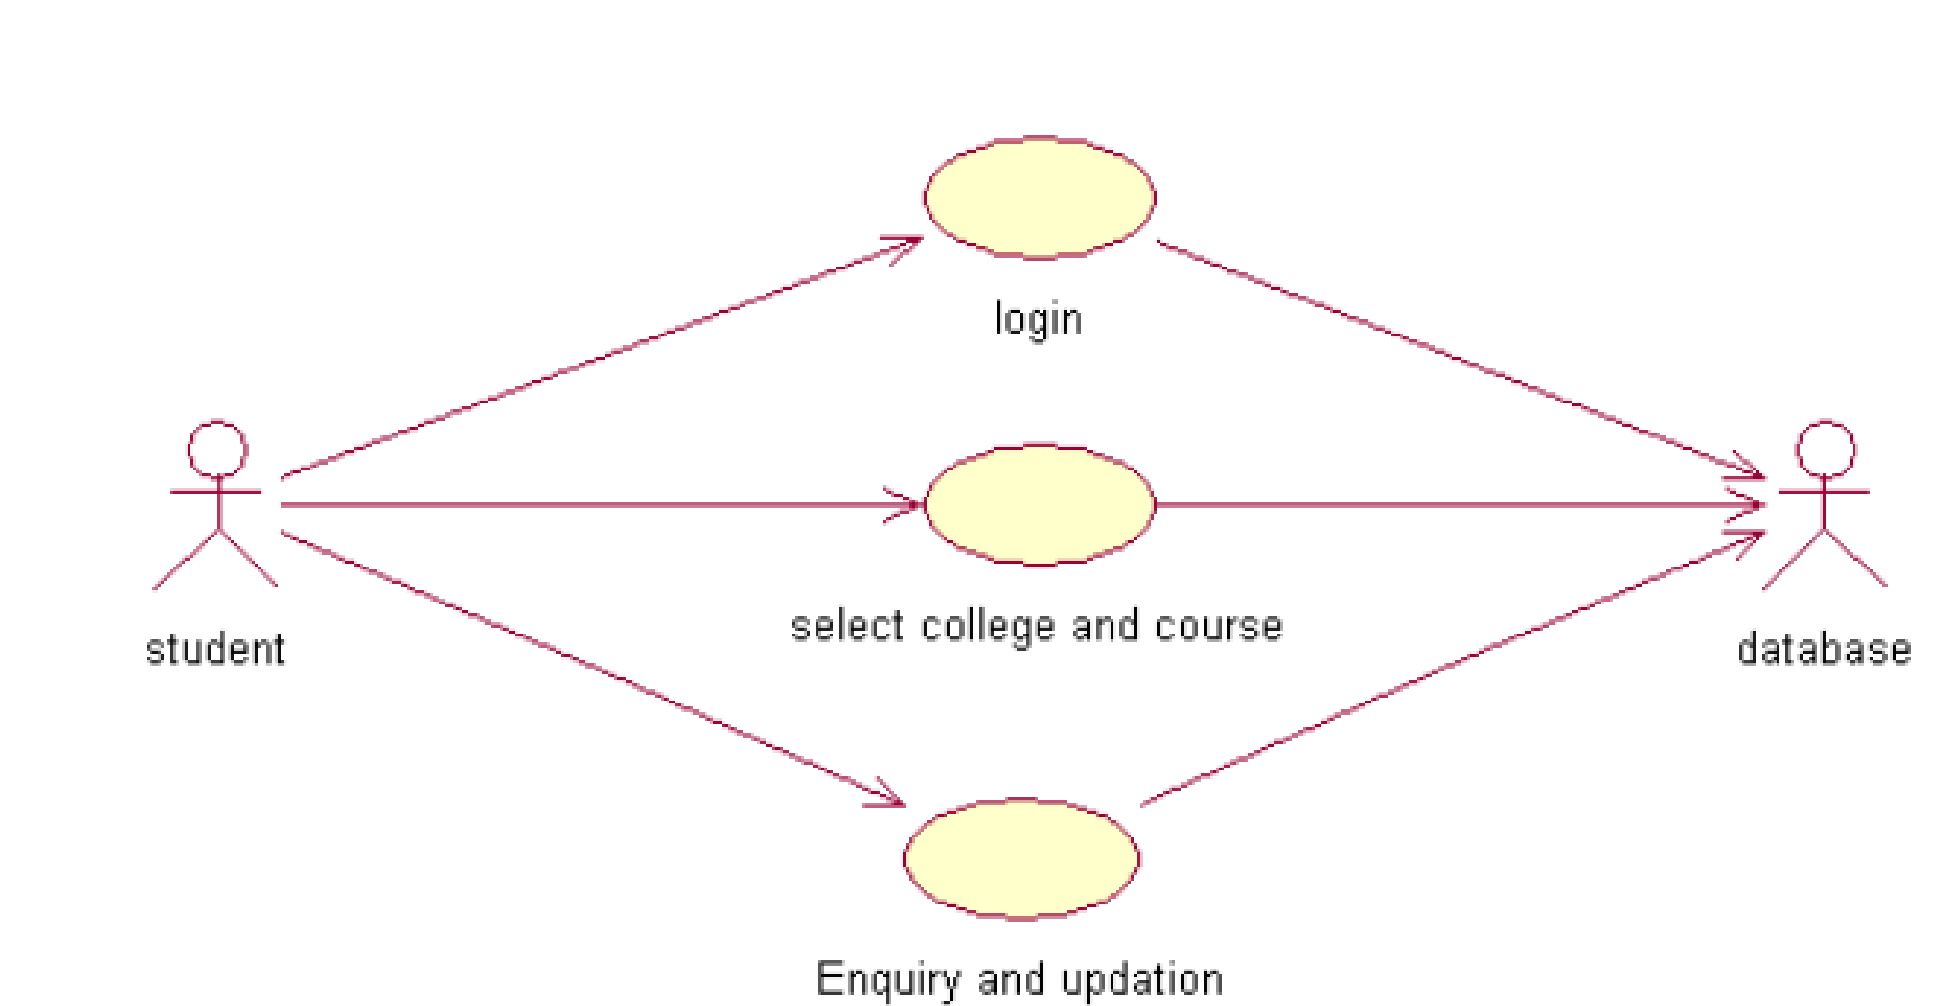 login
student
select college and course
database
Enquiry and updation